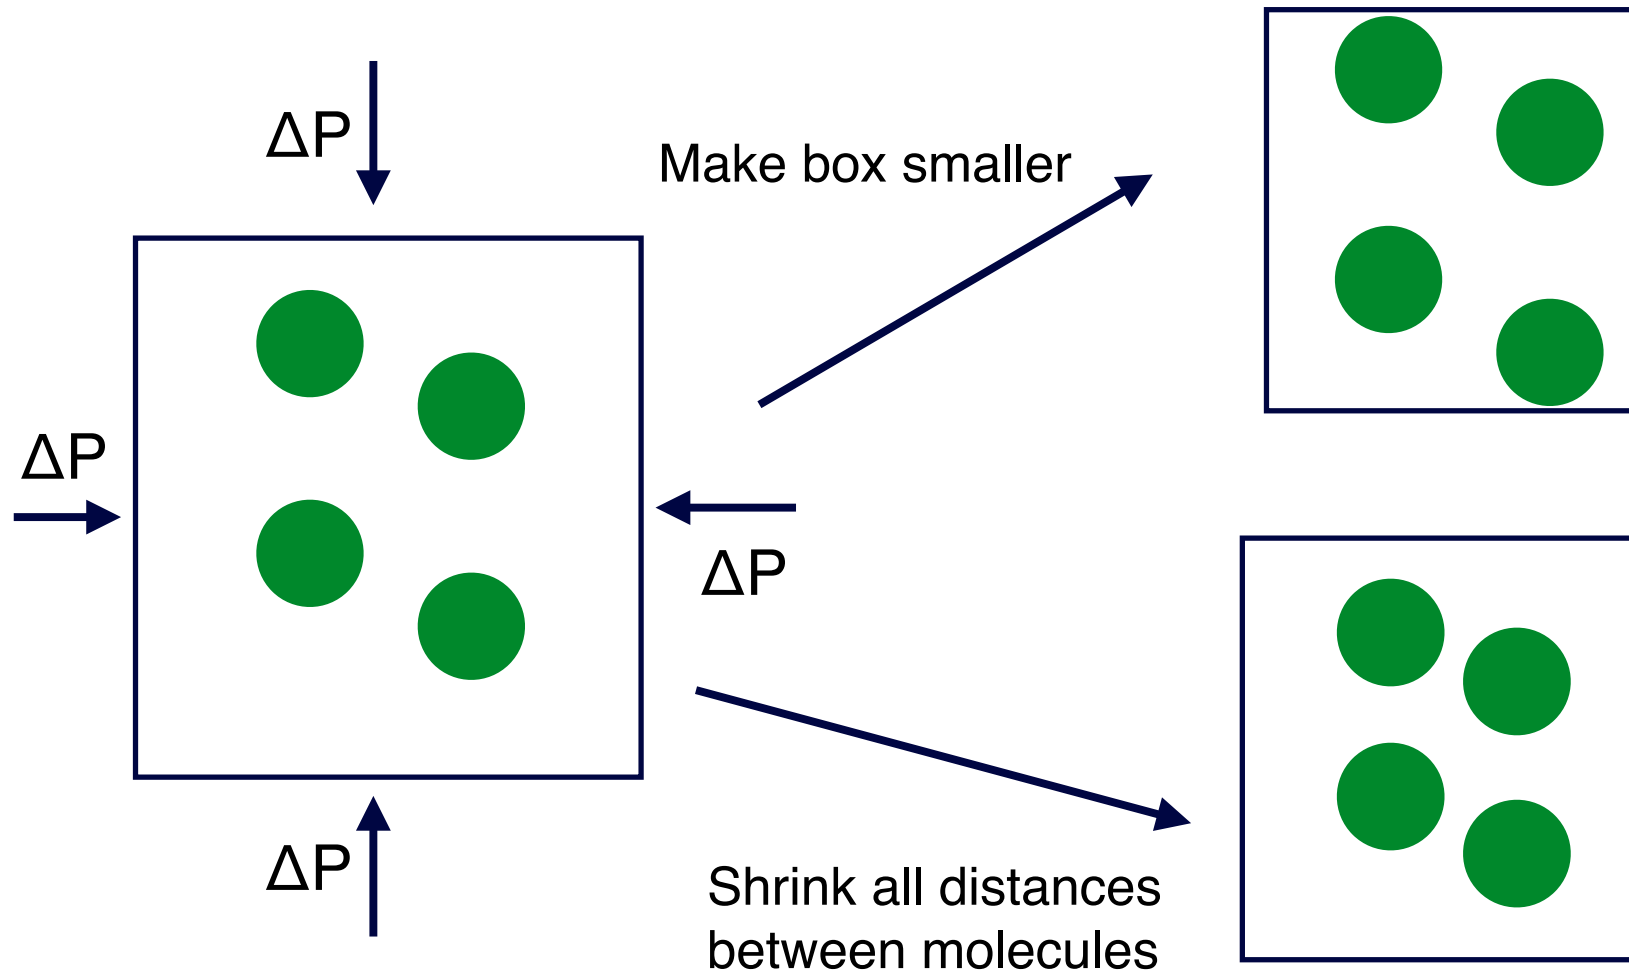 ΔP
Make box smaller
ΔP
ΔP
ΔP
Shrink all distances
between molecules